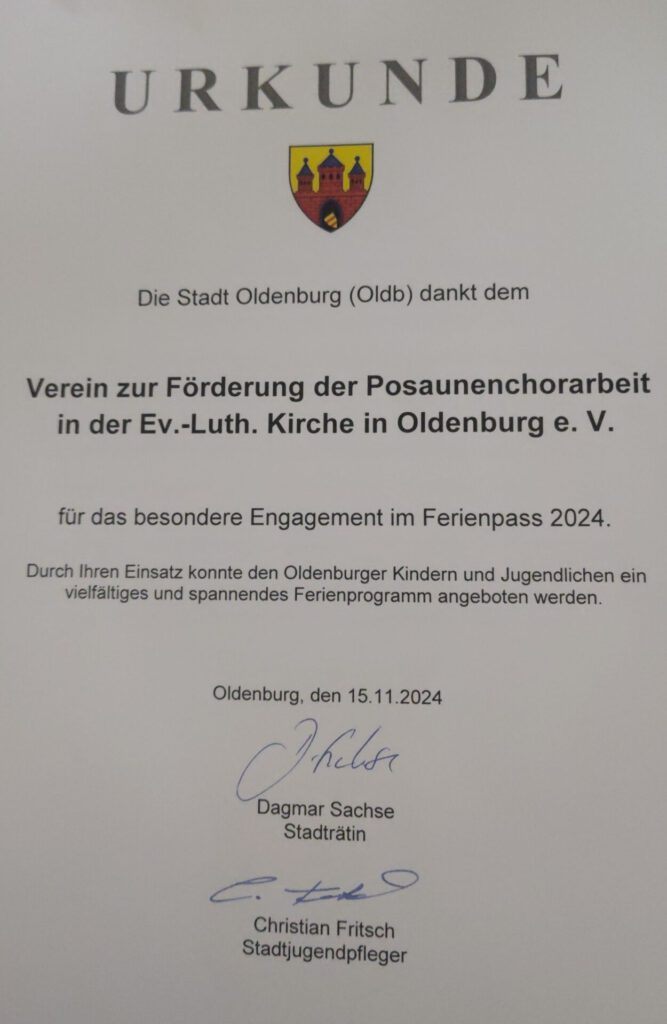 URKUNDE
Die Stadt Oldenburg (Oldb) dankt dem
Verein zur Förderung der Posaunenchorarbeit
in der Ev.-Luth. Kirche in Oldenburg e. V.
für das besondere Engagement im Ferienpass 2024.
Durch Ihren Einsatz konnte den Oldenburger Kindern und Jugendlichen ein
vielfältiges und spannendes Ferienprogramm angeboten werden.
Oldenburg, den 15.11.2024
Dagmar Sachse
Stadträtin
Christian Fritsch
Stadtjugendpfleger